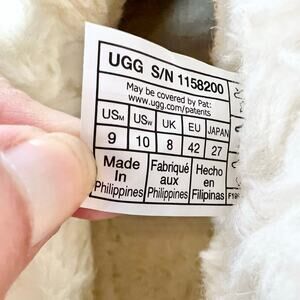 UGG S/N 1158200
May be covered by Pat:
www.ugg.com/patents
USM USW UK EU JAPAN
9 10 8 42 27
Made Fabriqué Hecho
In aux en
Philippines Philippines Filipinas